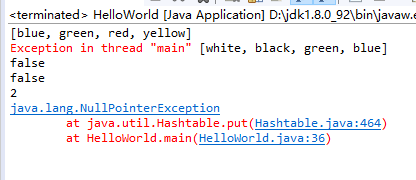 <terminated> HelloWorld [Java Application] D:\jdk1.8.0_92\bin\javaw.e
[blue, green, red, yellow]
Exception in thread "main" [white, black, green, blue]
false
false
2
java.lang.NullPointerException
at java.util.Hashtable.put(Hashtable.java:464)
at HelloWorld.main(HelloWorld.java:36)